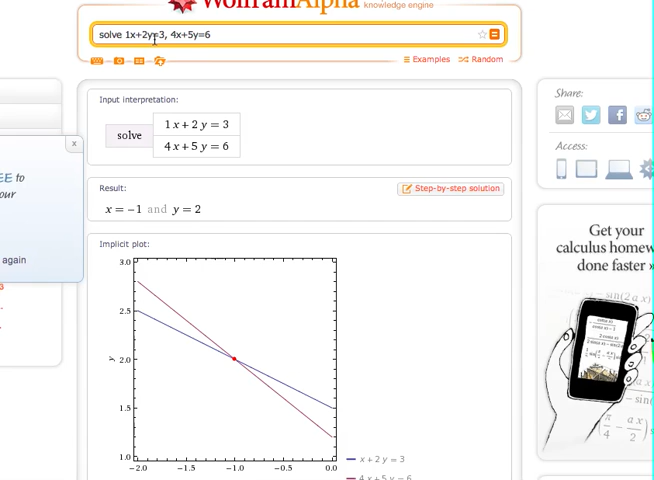 WolframAlpha knowledge engine
solve 1x+2y=3, 4x+5y=6
Examples
Random
x
EE to
our
again
Input interpretation:
solve
1 x + 2 y = 3
4 x + 5 y = 6
Result:
Step-by-step solution
x = −1 and y = 2
Implicit plot:
3.0
2.5
2.0
1.5
1.0
y
−2.0
−1.5
−1.0
−0.5
0.0
x + 2 y = 3
4 x + 5 y = 6
Share:
Access:
Get your
calculus homew
done faster »